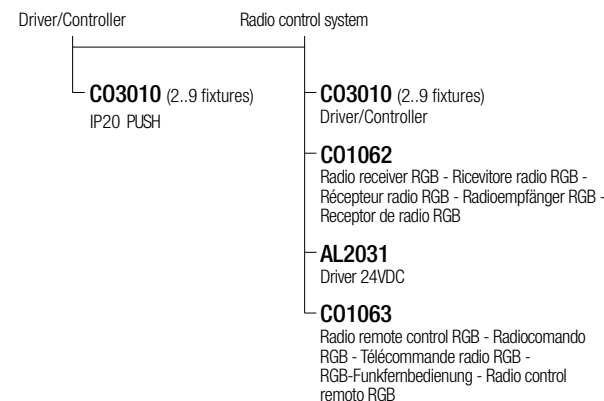 Driver/Controller
Radio control system
CO3010 (2..9 fixtures)
IP20 PUSH
CO3010 (2..9 fixtures)
Driver/Controller
CO1062
Radio receiver RGB - Ricevitore radio RGB -
Récepteur radio RGB - Radioempfänger RGB -
Receptor de radio RGB
AL2031
Driver 24VDC
CO1063
Radio remote control RGB - Radiocomando
RGB - Télécommande radio RGB -
RGB-Funkfernbedienung - Radio control
remoto RGB